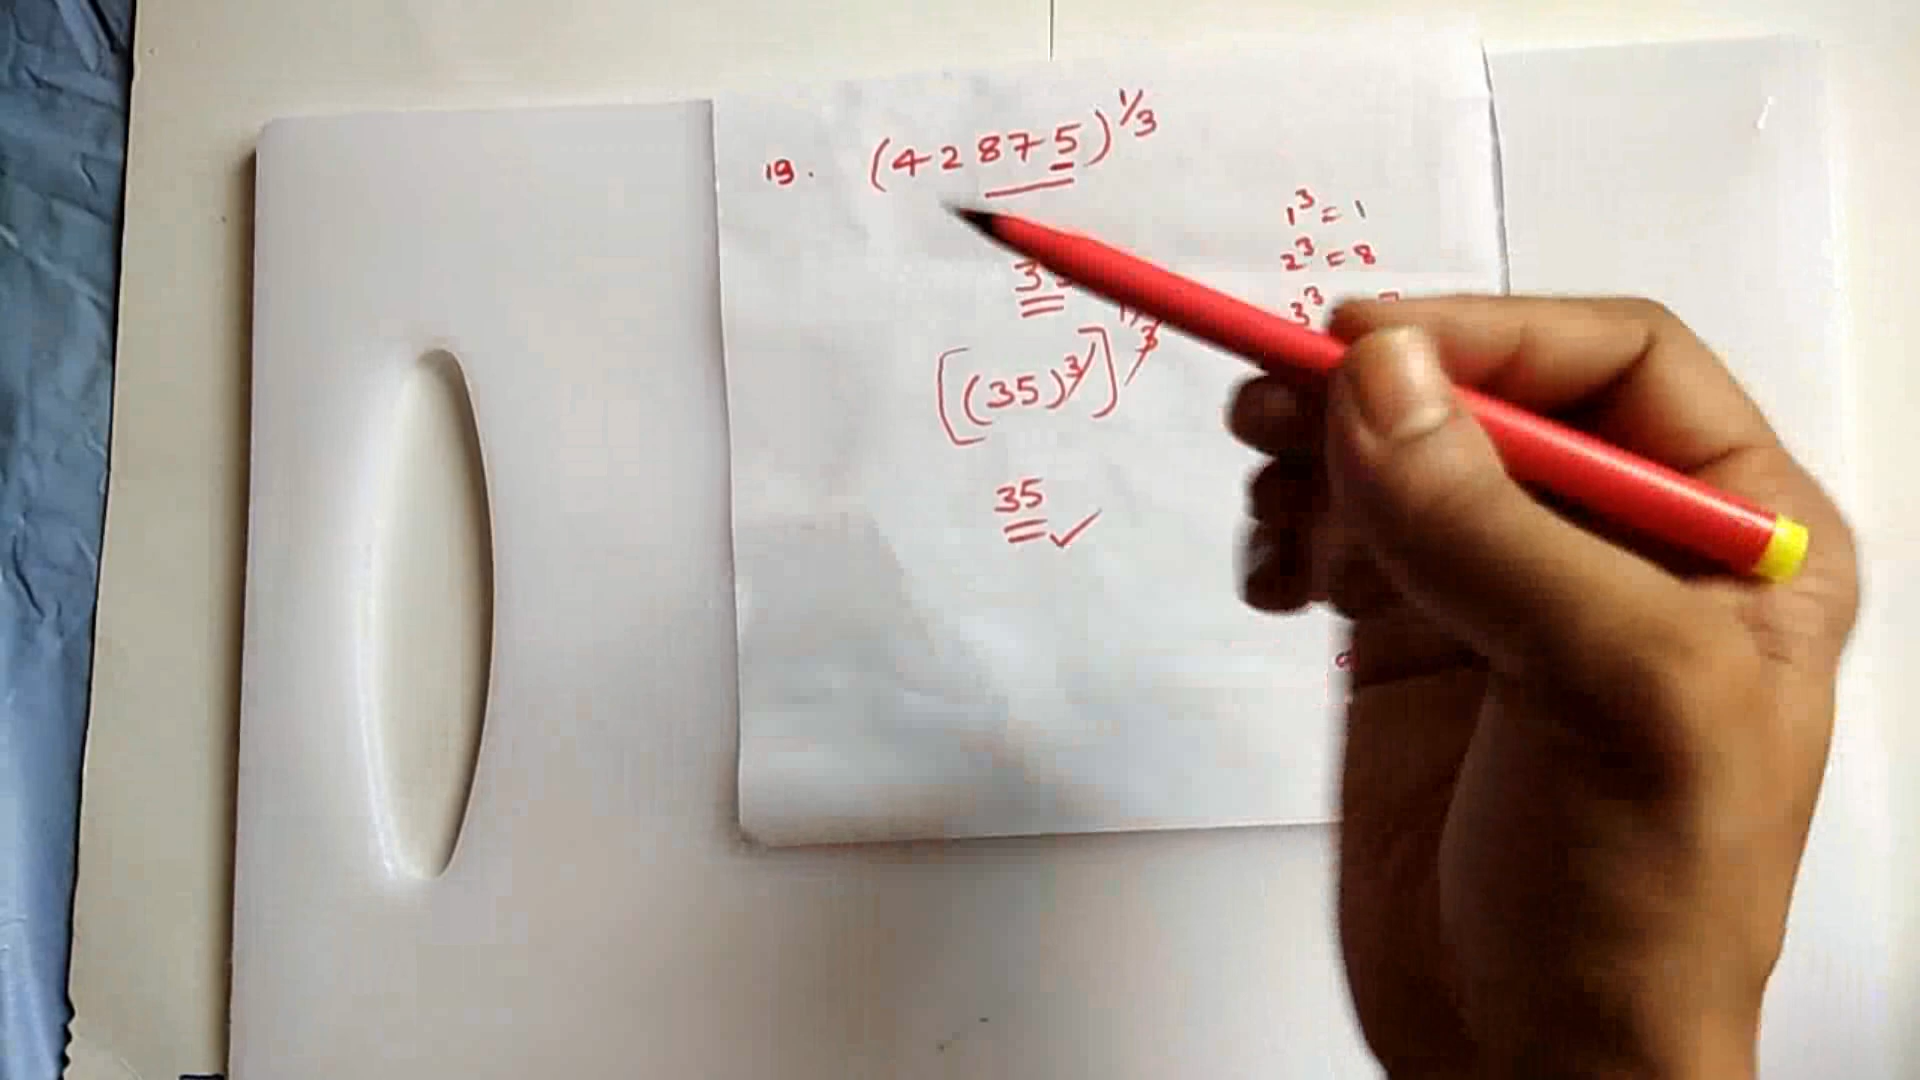 19. (42875)^1/3
1^3 = 1
2^3 = 8
3^3
[(35)^3]^1/3
35